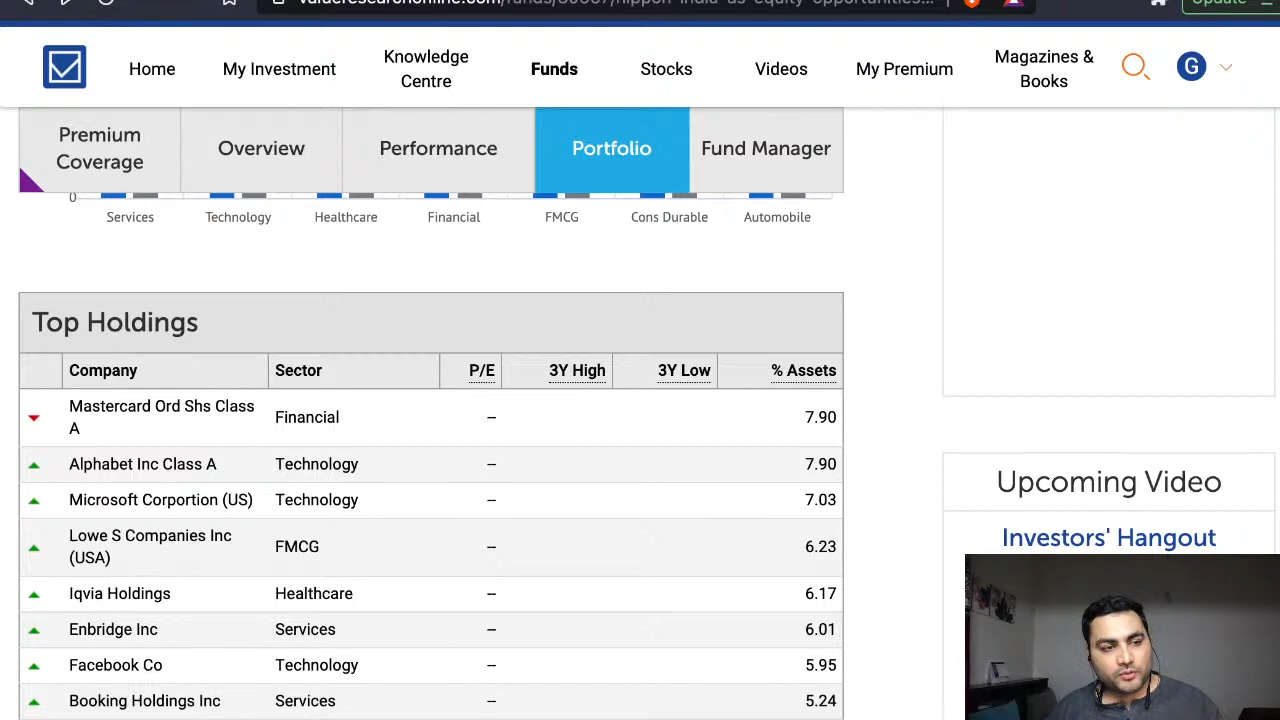 valueresearchonline.com/funds/
Update
Home
My Investment
Knowledge
Centre
Funds
Stocks
Videos
My Premium
Magazines &
Books
G
Premium
Coverage
Overview
Performance
Portfolio
Fund Manager
0
Services Technology Healthcare Financial FMCG Cons Durable Automobile
Top Holdings
Company Sector P/E 3Y High 3Y Low % Assets
Mastercard Ord Shs Class
A
Financial -- 7.90
Alphabet Inc Class A Technology -- 7.90
Microsoft Corportion (US) Technology -- 7.03
Lowe S Companies Inc
(USA)
FMCG -- 6.23
Iqvia Holdings Healthcare -- 6.17
Enbridge Inc Services -- 6.01
Facebook Co Technology -- 5.95
Booking Holdings Inc Services -- 5.24
Upcoming Video
Investors' Hangout